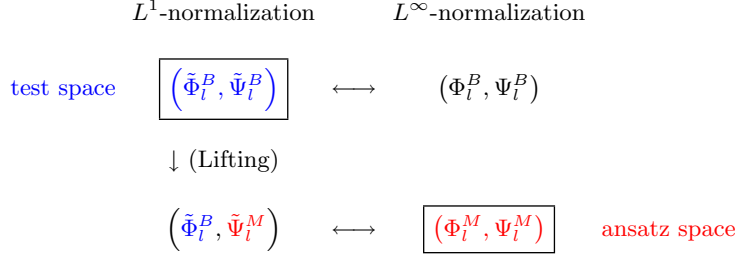 L^1-normalization L^∞-normalization
test space (Φ̃_l^B, Ψ̃_l^B) ⟷ (Φ_l^B, Ψ_l^B)
↓ (Lifting)
(Φ̃_l^B, Ψ̃_l^M) ⟷ (Φ_l^M, Ψ_l^M) ansatz space